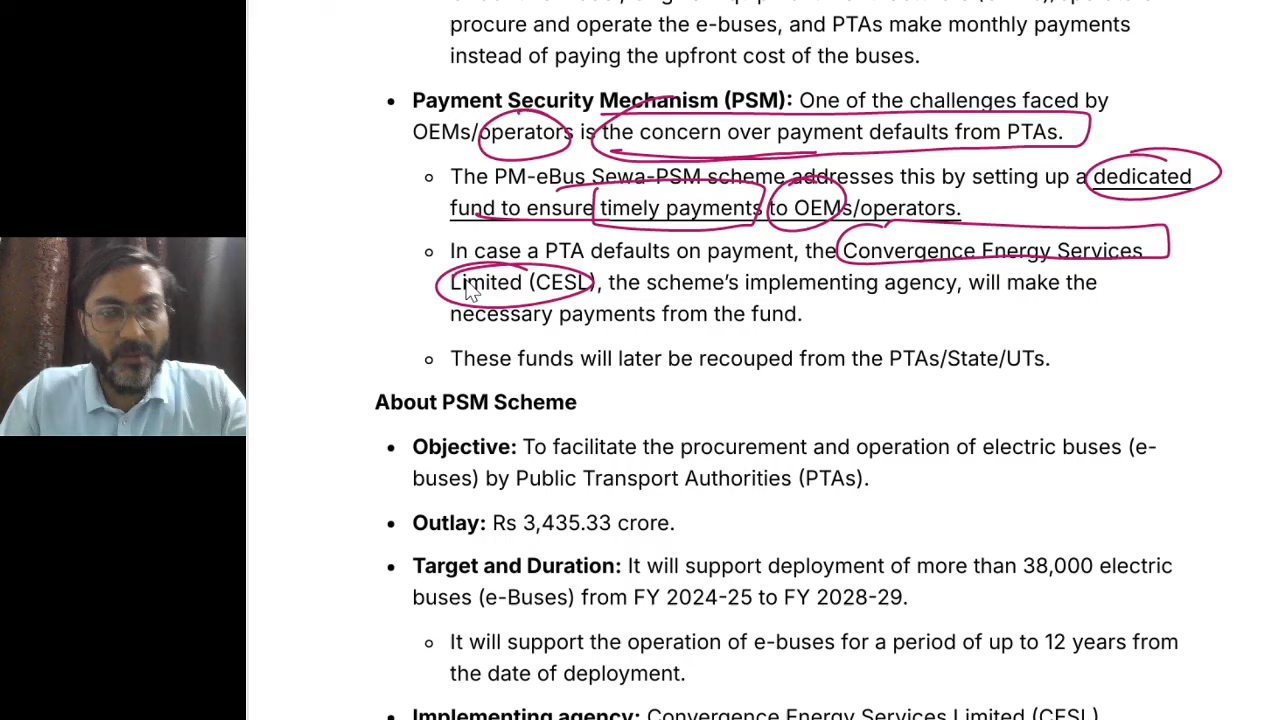 procure and operate the e-buses, and PTAs make monthly payments
instead of paying the upfront cost of the buses.
• Payment Security Mechanism (PSM): One of the challenges faced by
OEMs/operators is the concern over payment defaults from PTAs.
○ The PM-eBus Sewa-PSM scheme addresses this by setting up a dedicated
fund to ensure timely payments to OEMs/operators.
○ In case a PTA defaults on payment, the Convergence Energy Services
Limited (CESL), the scheme’s implementing agency, will make the
necessary payments from the fund.
○ These funds will later be recouped from the PTAs/State/UTs.
About PSM Scheme
• Objective: To facilitate the procurement and operation of electric buses (e-
buses) by Public Transport Authorities (PTAs).
• Outlay: Rs 3,435.33 crore.
• Target and Duration: It will support deployment of more than 38,000 electric
buses (e-Buses) from FY 2024-25 to FY 2028-29.
○ It will support the operation of e-buses for a period of up to 12 years from
the date of deployment.
• Implementing agency: Convergence Energy Services Limited (CESL)